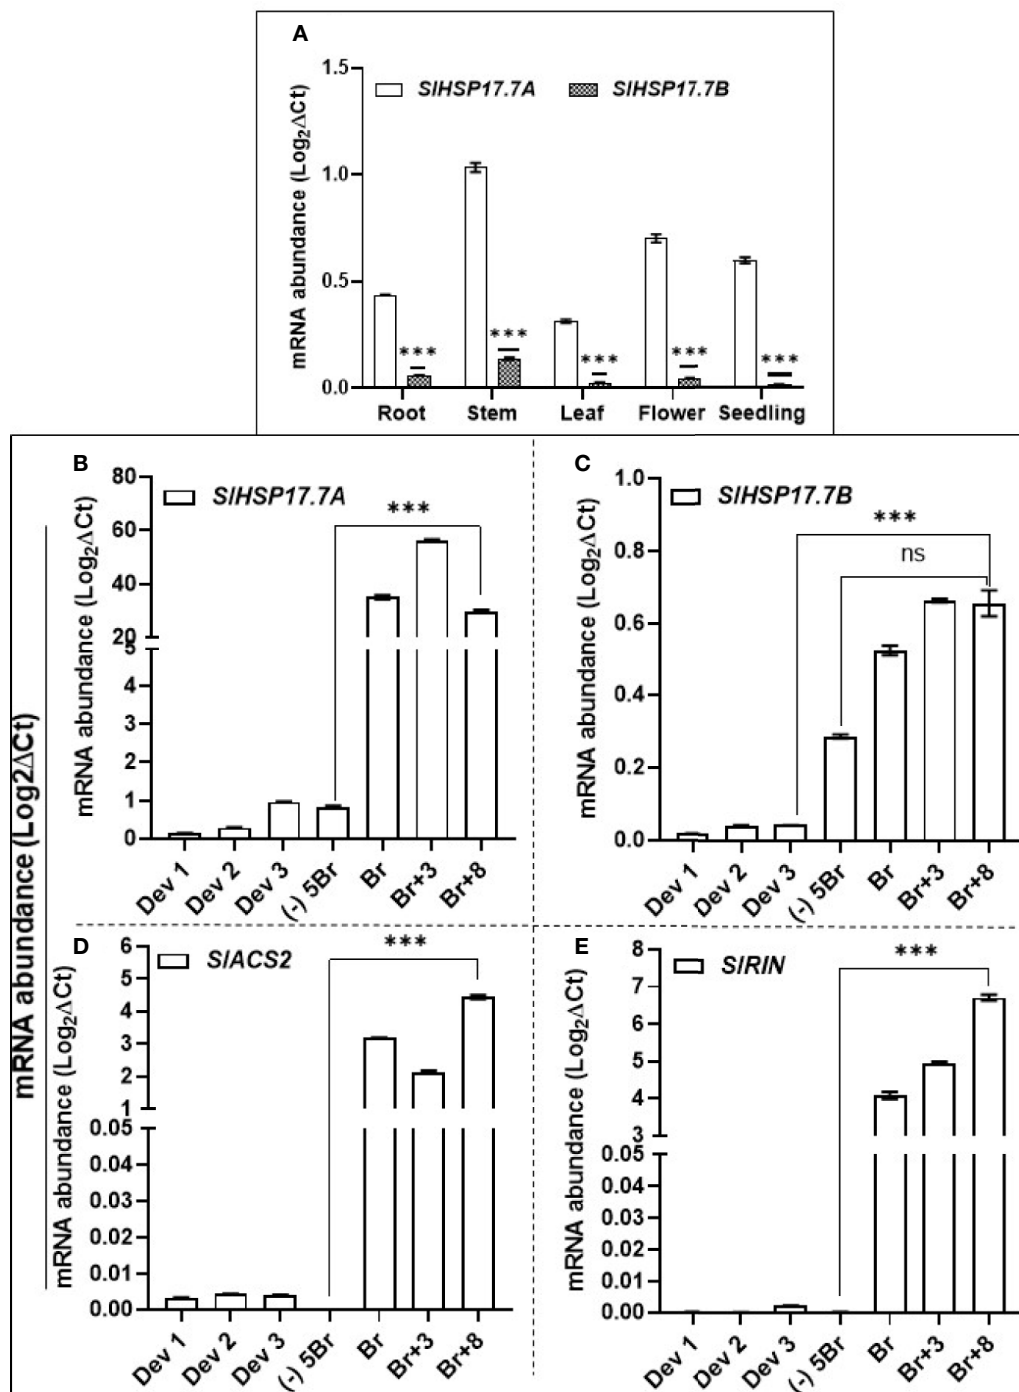 A
mRNA abundance (Log₂ΔCt)
1.5
1.0
0.5
0.0
SlHSP17.7A SlHSP17.7B
*** *** *** *** ***
Root Stem Leaf Flower Seedling
mRNA abundance (Log2ΔCt)
B
mRNA abundance (Log₂ΔCt)
80
60
40
20
5
4
3
2
1
0
SlHSP17.7A
***
Dev 1 Dev 2 Dev 3 (-) 5Br Br Br+3 Br+8
C
mRNA abundance (Log₂ΔCt)
1.0
0.8
0.6
0.4
0.2
0.0
SlHSP17.7B
***
ns
Dev 1 Dev 2 Dev 3 (-) 5Br Br Br+3 Br+8
D
mRNA abundance (Log₂ΔCt)
6
5
4
3
2
1
0.05
0.04
0.03
0.02
0.01
0.00
SlACS2
***
Dev 1 Dev 2 Dev 3 (-) 5Br Br Br+3 Br+8
E
mRNA abundance (Log₂ΔCt)
8
7
6
5
4
3
0.05
0.04
0.03
0.02
0.01
0.00
SlRIN
***
Dev 1 Dev 2 Dev 3 (-) 5Br Br Br+3 Br+8